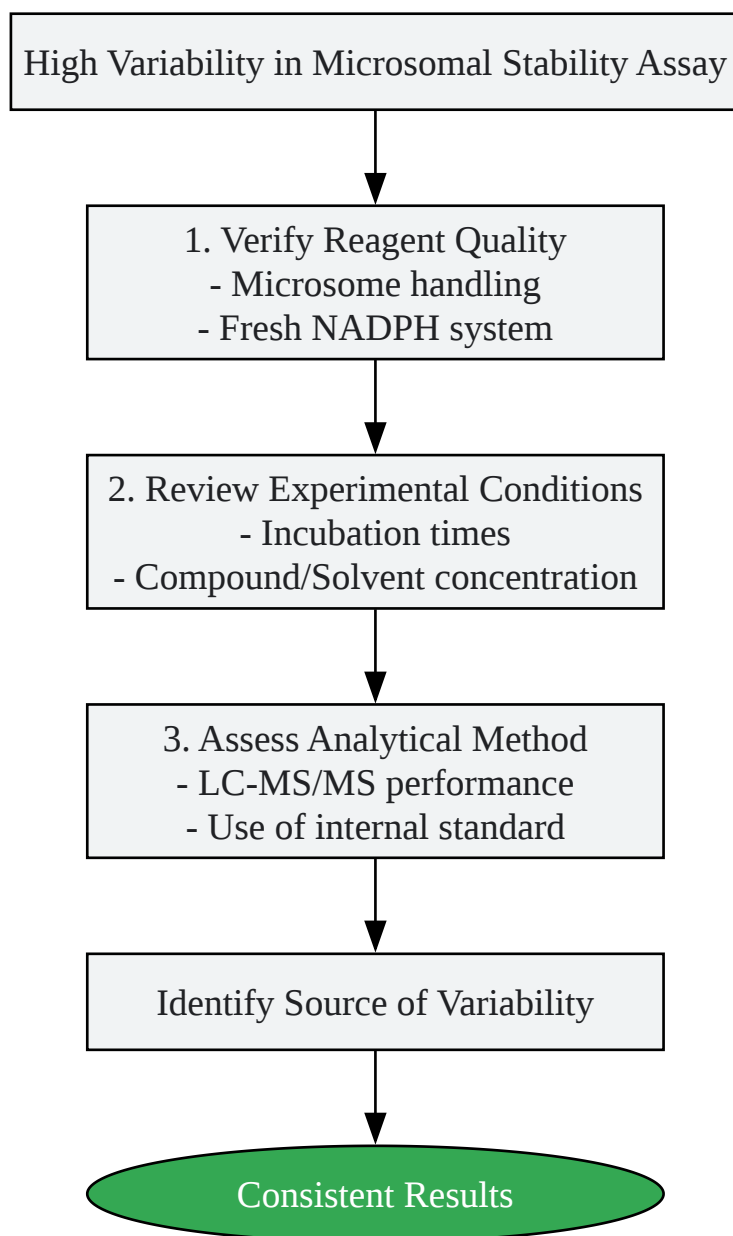 High Variability in Microsomal Stability Assay
1. Verify Reagent Quality
- Microsome handling
- Fresh NADPH system
2. Review Experimental Conditions
- Incubation times
- Compound/Solvent concentration
3. Assess Analytical Method
- LC-MS/MS performance
- Use of internal standard
Identify Source of Variability
Consistent Results